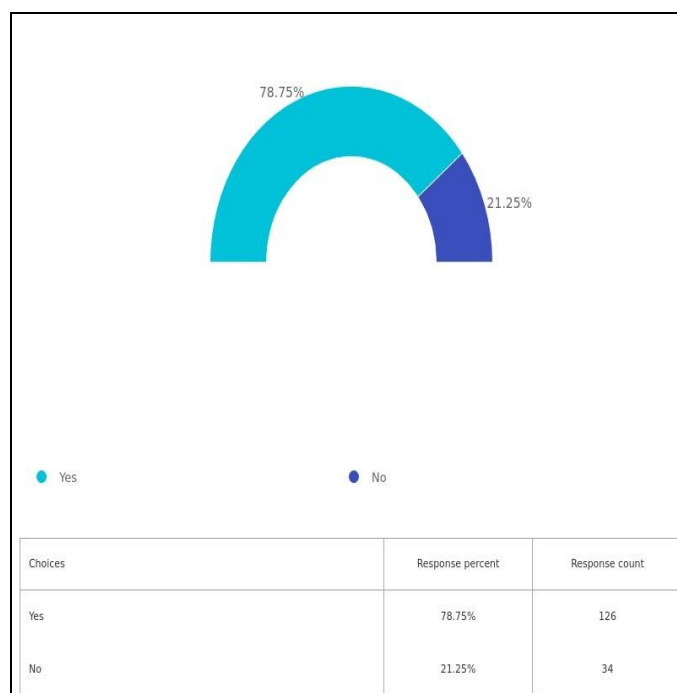 78.75%
21.25%
Yes No
Choices Response percent Response count
Yes 78.75% 126
No 21.25% 34